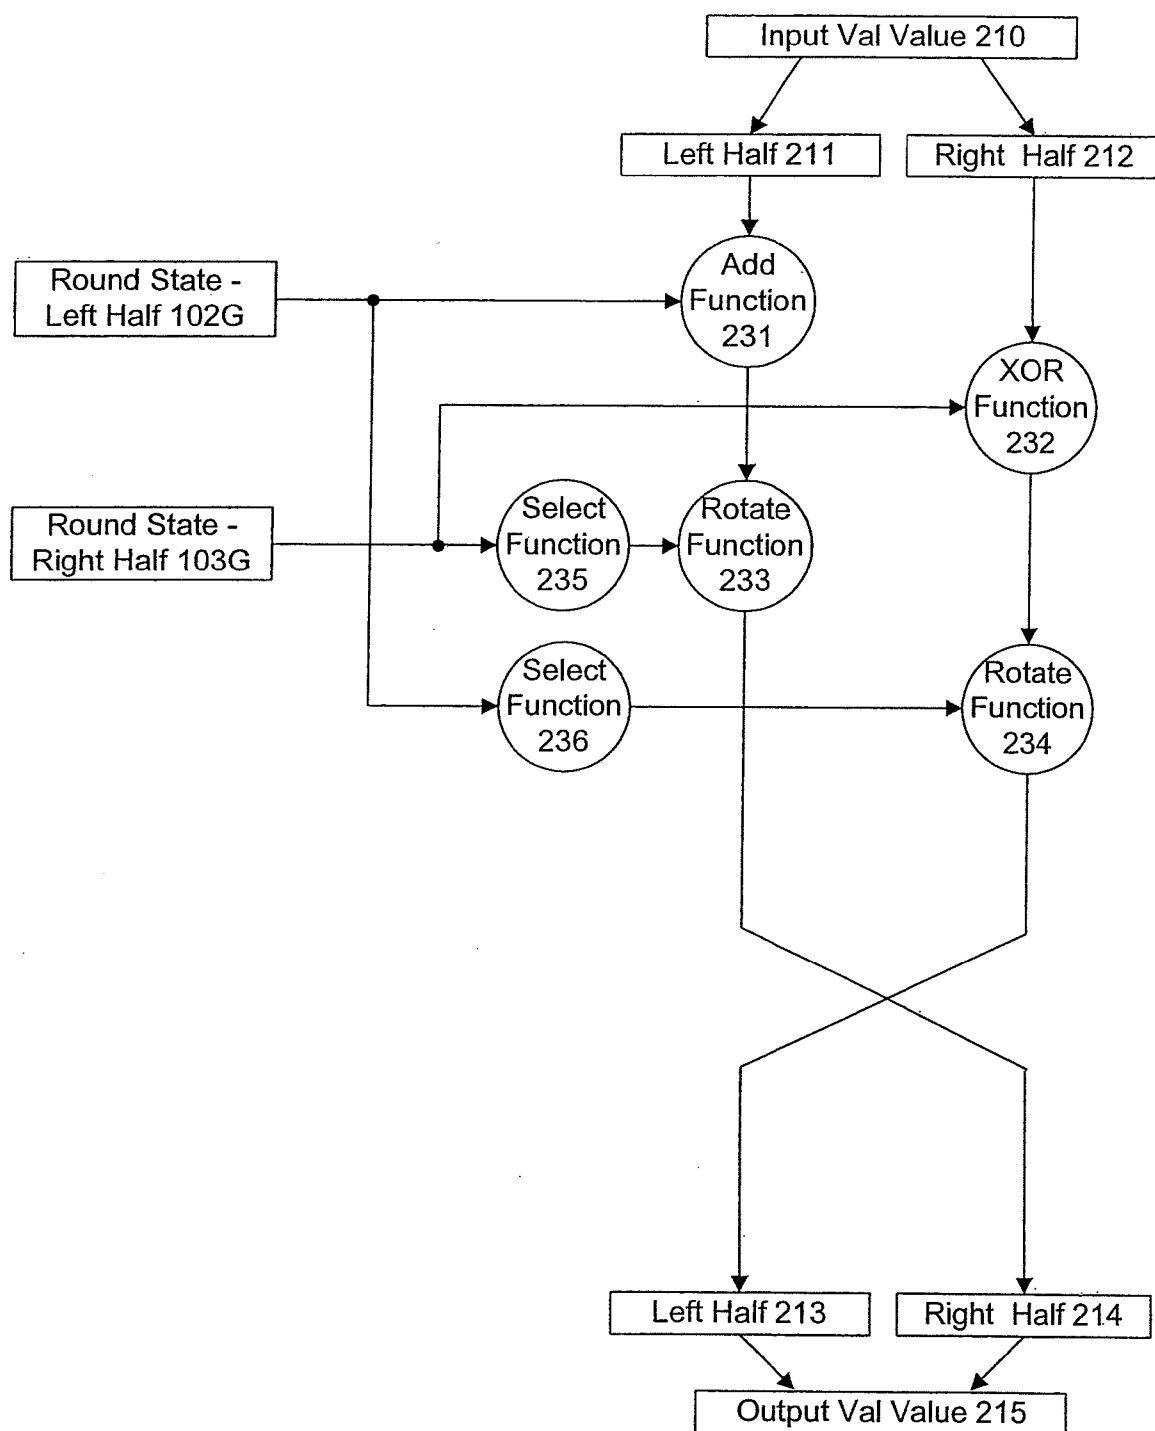 Input Val Value 210
Left Half 211
Right Half 212
Round State -
Left Half 102G
Add
Function
231
XOR
Function
232
Round State -
Right Half 103G
Select
Function
235
Rotate
Function
233
Select
Function
236
Rotate
Function
234
Left Half 213
Right Half 214
Output Val Value 215